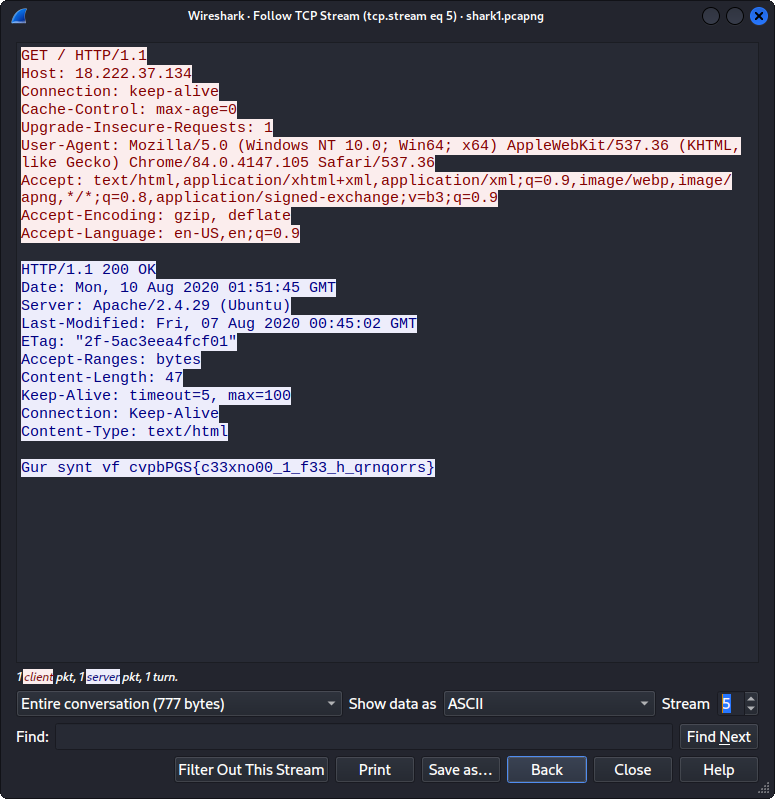 Wireshark · Follow TCP Stream (tcp.stream eq 5) · shark1.pcapng
GET / HTTP/1.1
Host: 18.222.37.134
Connection: keep-alive
Cache-Control: max-age=0
Upgrade-Insecure-Requests: 1
User-Agent: Mozilla/5.0 (Windows NT 10.0; Win64; x64) AppleWebKit/537.36 (KHTML,
like Gecko) Chrome/84.0.4147.105 Safari/537.36
Accept: text/html,application/xhtml+xml,application/xml;q=0.9,image/webp,image/
apng,*/*;q=0.8,application/signed-exchange;v=b3;q=0.9
Accept-Encoding: gzip, deflate
Accept-Language: en-US,en;q=0.9
HTTP/1.1 200 OK
Date: Mon, 10 Aug 2020 01:51:45 GMT
Server: Apache/2.4.29 (Ubuntu)
Last-Modified: Fri, 07 Aug 2020 00:45:02 GMT
ETag: "2f-5ac3eea4fcf01"
Accept-Ranges: bytes
Content-Length: 47
Keep-Alive: timeout=5, max=100
Connection: Keep-Alive
Content-Type: text/html
Gur synt vf cvpbPGS{c33xno00_1_f33_h_qrnqorrs}
1 client pkt, 1 server pkt, 1 turn.
Entire conversation (777 bytes) Show data as ASCII Stream 5
Find: Find Next
Filter Out This Stream Print Save as... Back Close Help